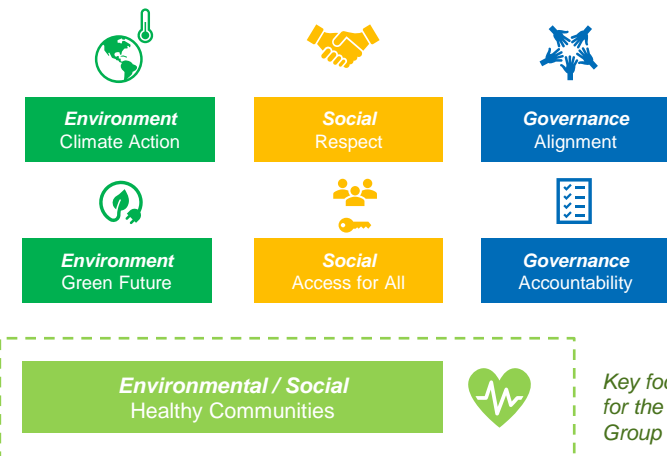 Environment
Climate Action
Social
Respect
Governance
Alignment
Environment
Green Future
Social
Access for All
Governance
Accountability
Environmental / Social
Healthy Communities
Key
for the
Group